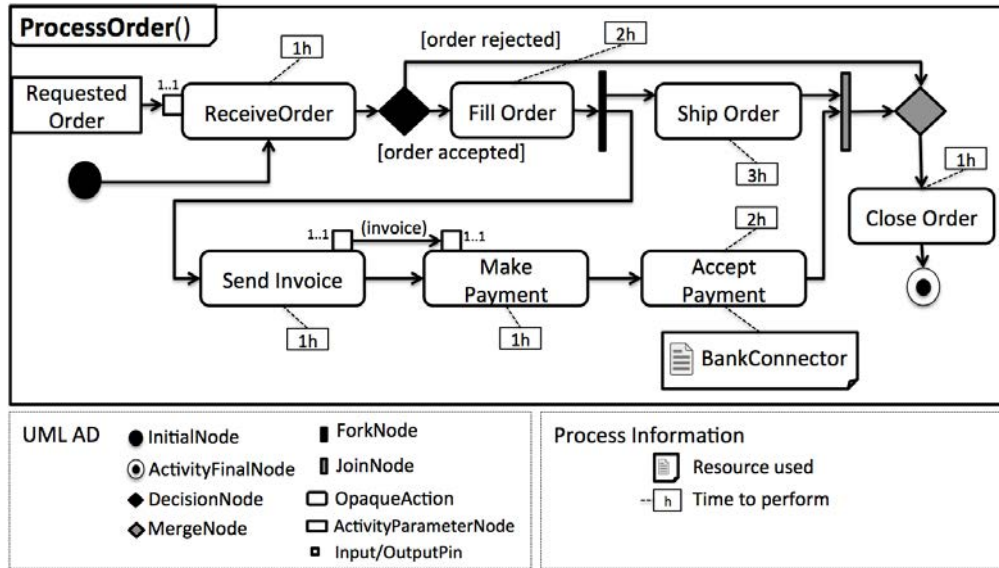 ProcessOrder()
[order rejected]
1h
2h
1..1
Requested
Order
ReceiveOrder
Fill Order
Ship Order
[order accepted]
3h
1h
Close Order
(invoice)
1..1
1..1
2h
Send Invoice
Make
Payment
Accept
Payment
1h
1h
BankConnector
UML AD
InitialNode
ActivityFinalNode
DecisionNode
MergeNode
ForkNode
JoinNode
OpaqueAction
ActivityParameterNode
Input/OutputPin
Process Information
Resource used
h
Time to perform